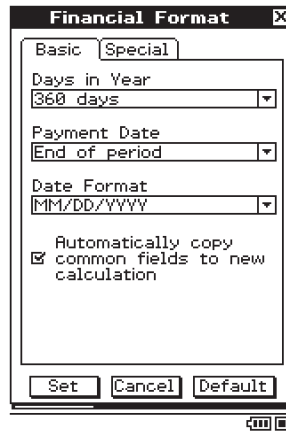 Financial Format
Basic Special
Days in Year
360 days
Payment Date
End of period
Date Format
MM/DD/YYYY
Automatically copy
common fields to new
calculation
Set Cancel Default